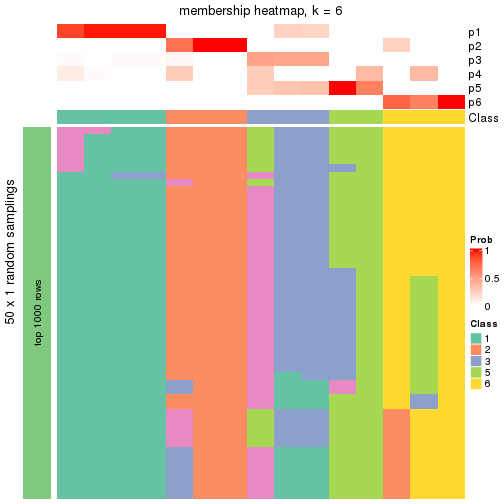 membership heatmap, k = 6
p1
p2
p3
p4
p5
p6
Class
50 x 1 random samplings
top 1000 rows
Prob
1
0.5
0
Class
1
2
3
5
6